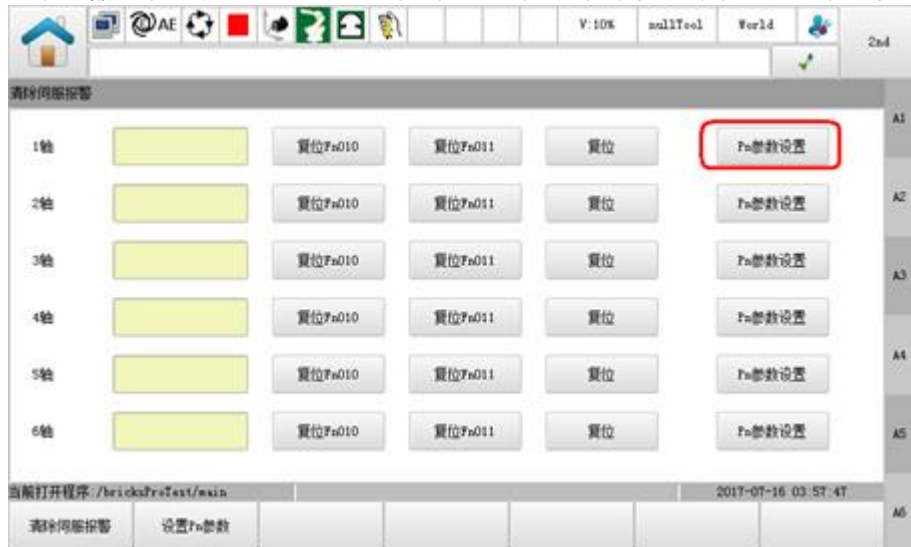 AE V:10% nullTool World 2nd
清除伺服报警
A1
1轴 复位Fn010 复位Fn011 复位 Pn参数设置
2轴 复位Fn010 复位Fn011 复位 Pn参数设置 A2
3轴 复位Fn010 复位Fn011 复位 Pn参数设置 A3
4轴 复位Fn010 复位Fn011 复位 Pn参数设置
A4
5轴 复位Fn010 复位Fn011 复位 Pn参数设置
6轴 复位Fn010 复位Fn011 复位 Pn参数设置 A5
当前打开程序:/bricksProTest/main 2017-07-16 03:57:47
清除伺服报警 设置Pn参数 A6